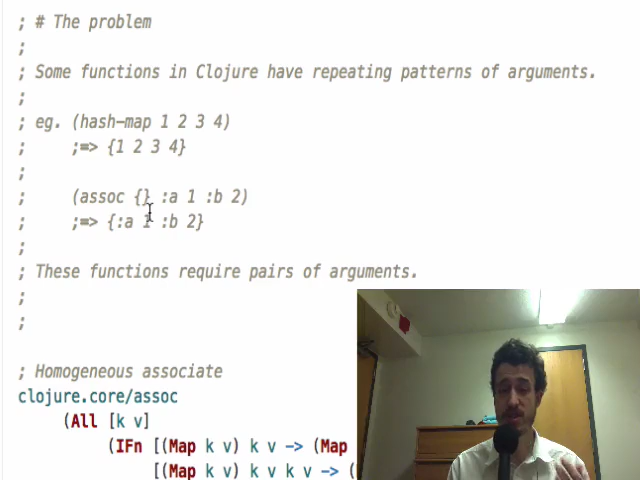 ; # The problem
;
; Some functions in Clojure have repeating patterns of arguments.
;
; eg. (hash-map 1 2 3 4)
;     ;=> {1 2 3 4}
;
;     (assoc {} :a 1 :b 2)
;     ;=> {:a 1 :b 2}
;
; These functions require pairs of arguments.
;
;
; Homogeneous associate
clojure.core/assoc
(All [k v]
(IFn [(Map k v) k v -> (Map
[(Map k v) k v k v -> (